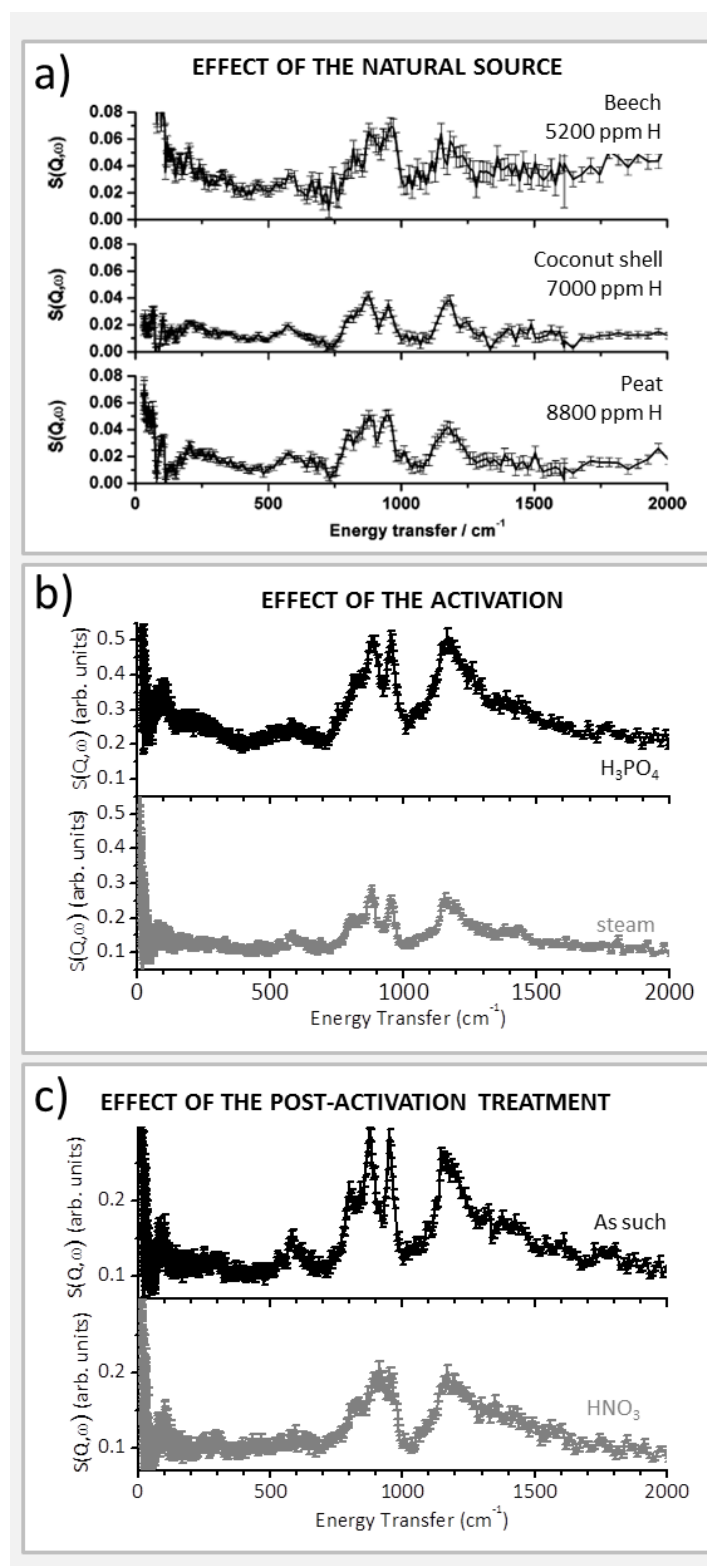 a) EFFECT OF THE NATURAL SOURCE
Beech
5200 ppm H
S(Q,ω)
0.08
0.06
0.04
0.02
0.00
Coconut shell
7000 ppm H
S(Q,ω)
0.08
0.06
0.04
0.02
0.00
Peat
8800 ppm H
S(Q,ω)
0.08
0.06
0.04
0.02
0.00
0 500 1000 1500 2000
Energy transfer / cm⁻¹
b) EFFECT OF THE ACTIVATION
S(Q,ω) (arb. units)
0.5
0.4
0.3
0.2
0.1
H₃PO₄
S(Q,ω) (arb. units)
0.5
0.4
0.3
0.2
0.1
steam
0 500 1000 1500 2000
Energy Transfer (cm⁻¹)
c) EFFECT OF THE POST-ACTIVATION TREATMENT
S(Q,ω) (arb. units)
0.2
0.1
As such
S(Q,ω) (arb. units)
0.2
0.1
HNO₃
0 500 1000 1500 2000
Energy Transfer (cm⁻¹)